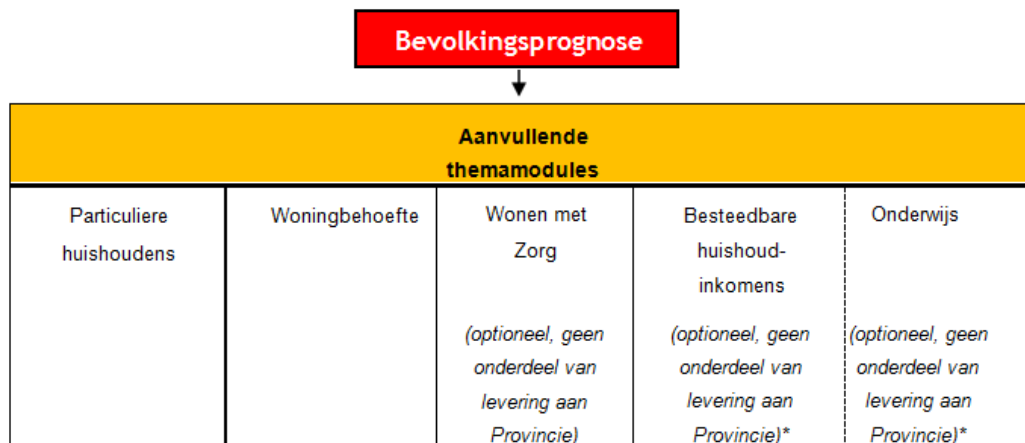 Bevolkingsprognose
Aanvullende
themamodules
Particuliere
huishoudens
Woningbehoefte
Wonen met
Zorg
(optioneel, geen
onderdeel van
levering aan
Provincie)
Besteedbare
huishoud-
inkomens
(optioneel, geen
onderdeel van
levering aan
Provincie)*
Onderwijs
(optioneel, geen
onderdeel van
levering aan
Provincie)*